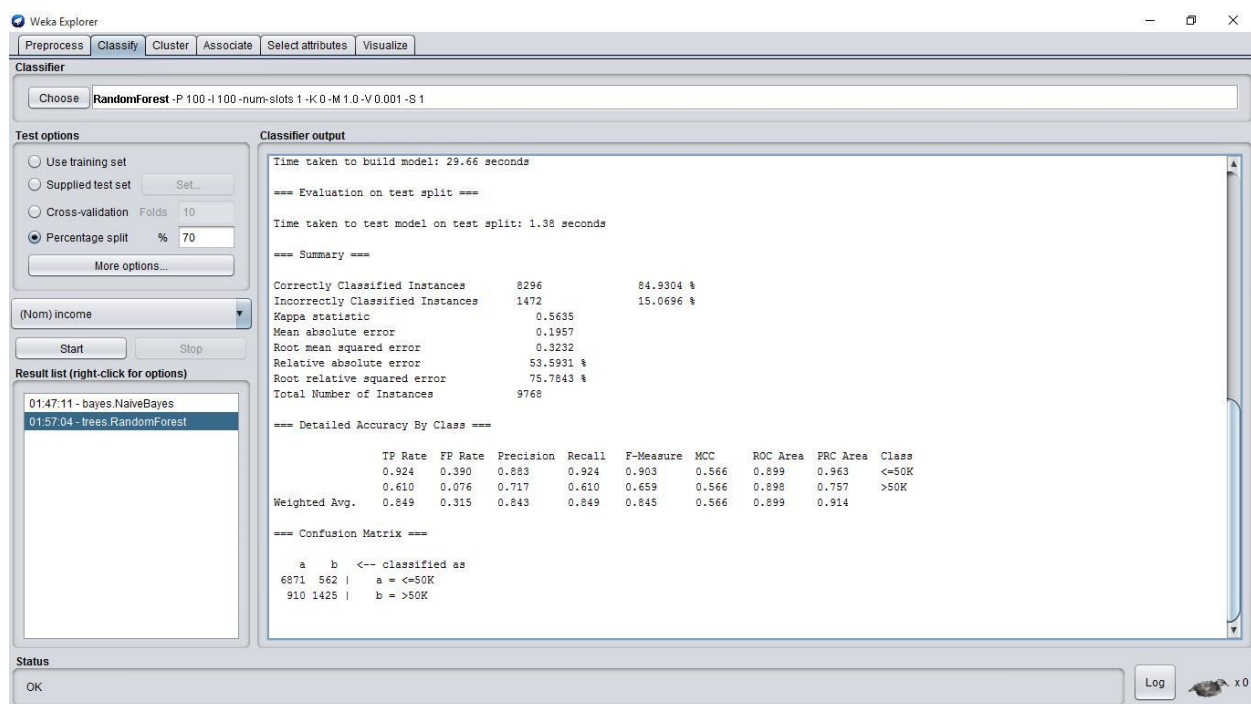 Weka Explorer
Preprocess Classify Cluster Associate Select attributes Visualize
Classifier
Choose RandomForest -P 100 -I 100 -num-slots 1 -K 0 -M 1.0 -V 0.001 -S 1
Test options
Use training set
Supplied test set Set...
Cross-validation Folds 10
Percentage split % 70
More options...
(Nom) income
Start Stop
Result list (right-click for options)
01:47:11 - bayes.NaiveBayes
01:57:04 - trees.RandomForest
Classifier output
Time taken to build model: 29.66 seconds
=== Evaluation on test split ===
Time taken to test model on test split: 1.38 seconds
=== Summary ===
Correctly Classified Instances 8296 84.9304 %
Incorrectly Classified Instances 1472 15.0696 %
Kappa statistic 0.5635
Mean absolute error 0.1957
Root mean squared error 0.3232
Relative absolute error 53.5931 %
Root relative squared error 75.7843 %
Total Number of Instances 9768
=== Detailed Accuracy By Class ===
TP Rate FP Rate Precision Recall F-Measure MCC ROC Area PRC Area Class
0.924 0.390 0.883 0.924 0.903 0.566 0.899 0.963 <=50K
0.610 0.076 0.717 0.610 0.659 0.566 0.898 0.757 >50K
Weighted Avg. 0.849 0.315 0.843 0.849 0.845 0.566 0.899 0.914
=== Confusion Matrix ===
a b <-- classified as
6871 562 | a = <=50K
910 1425 | b = >50K
Status
OK
Log x 0